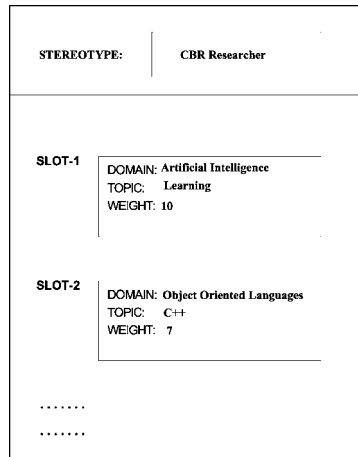 STEREOTYPE: CBR Researcher
SLOT-1
DOMAIN: Artificial Intelligence
TOPIC: Learning
WEIGHT: 10
SLOT-2
DOMAIN: Object Oriented Languages
TOPIC: C++
WEIGHT: 7
.......
.......